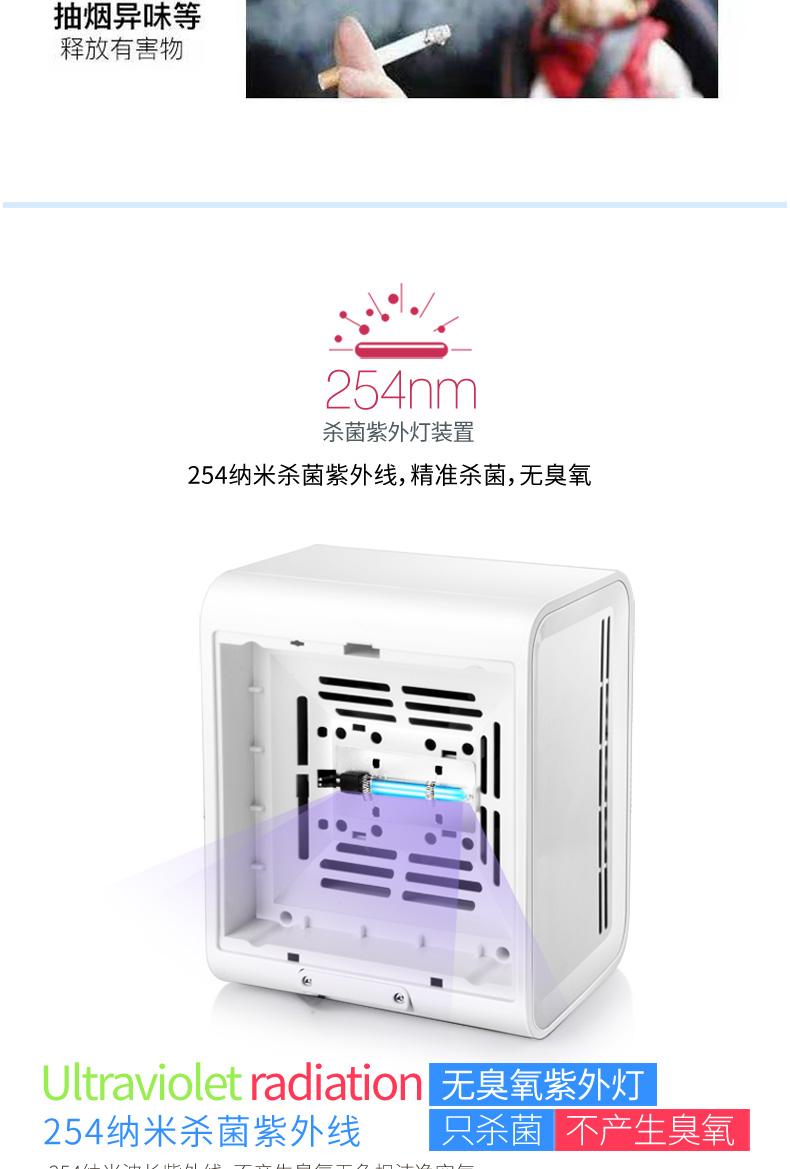 抽烟异味等
释放有害物
254nm
杀菌紫外灯装置
254纳米杀菌紫外线，精准杀菌，无臭氧
Ultraviolet radiation 无臭氧紫外灯
254纳米杀菌紫外线 只杀菌 不产生臭氧